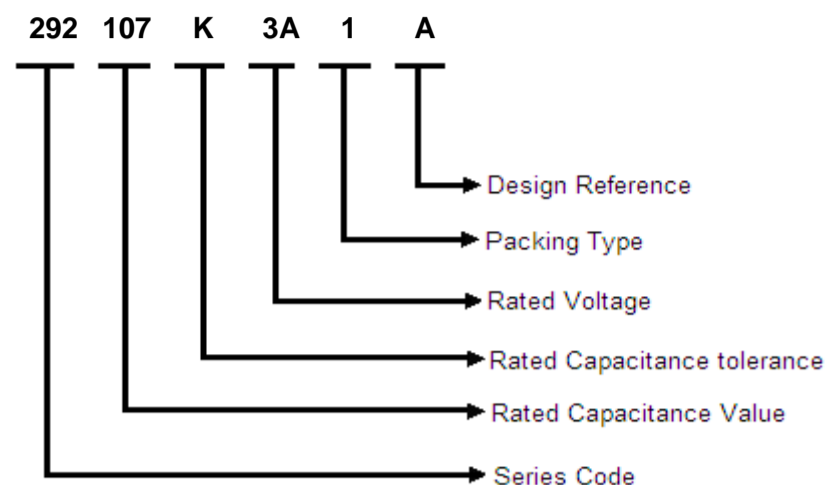 292 107 K 3A 1 A
Design Reference
Packing Type
Rated Voltage
Rated Capacitance tolerance
Rated Capacitance Value
Series Code